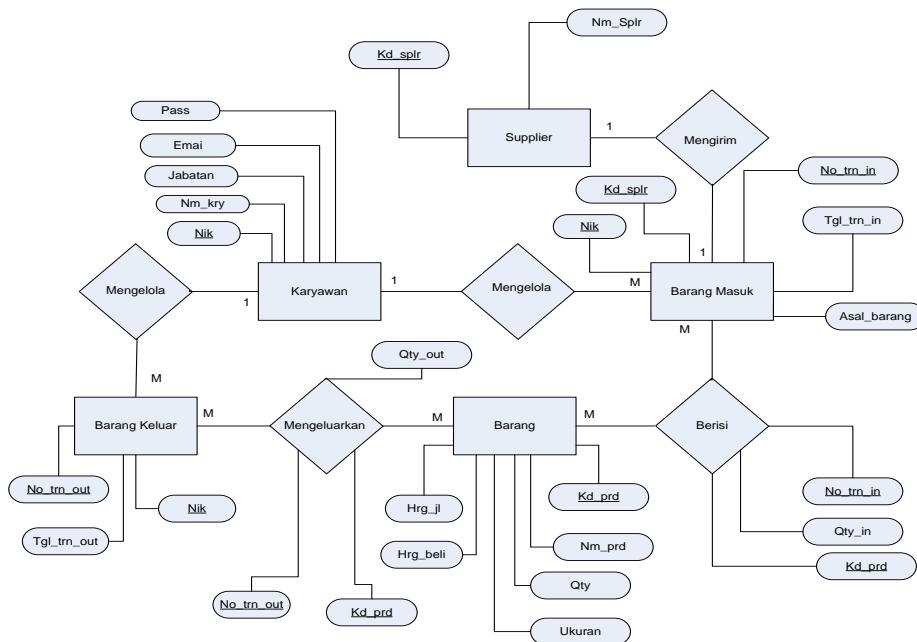 Nm_Splr
Kd_splr
Pass
Supplier
1
Mengirim
Emai
Jabatan
Kd_splr
No_trn_in
Nm_kry
Nik
Nik
Tgl_trn_in
1
Mengelola
1
Karyawan
1
Mengelola
M
Barang Masuk
Asal_barang
M
Qty_out
M
Barang Keluar
M
Mengeluarkan
M
Barang
M
Berisi
No_trn_out
Nik
Hrg_jl
Kd_prd
No_trn_in
Tgl_trn_out
Hrg_beli
Nm_prd
Qty_in
No_trn_out
Kd_prd
Qty
Kd_prd
Ukuran